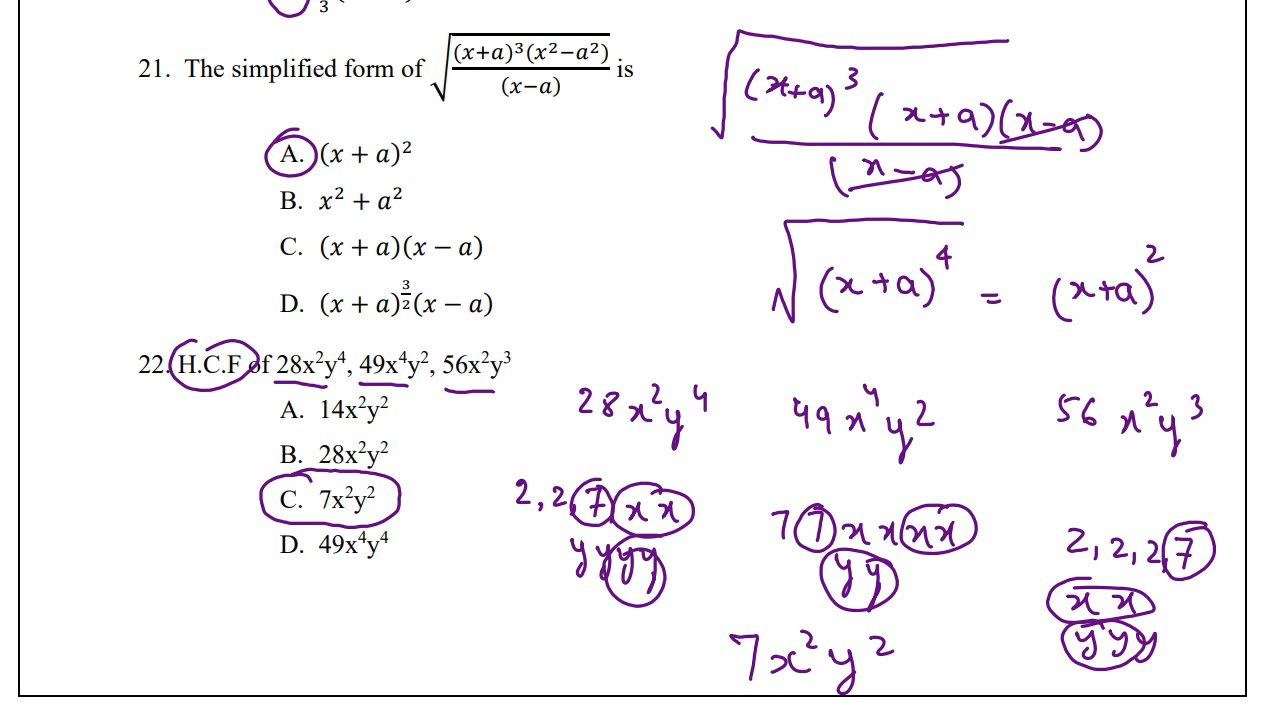 3
21. The simplified form of √((x+a)³(x²−a²)/(x−a)) is
A. (x + a)²
B. x² + a²
C. (x + a)(x − a)
D. (x + a)^(3/2)(x − a)
√((x+a)³(x+a)(x-a)
(x-a)
√(x+a)⁴ = (x+a)²
22. H.C.F of 28x²y⁴, 49x⁴y², 56x²y³
A. 14x²y²
B. 28x²y²
C. 7x²y²
D. 49x⁴y⁴
28x²y⁴ 49x⁴y² 56x²y³
2,2,7 x x
y y y y
7 7 x x x x
y y
2,2,2,7
x x
y y y
7x²y²